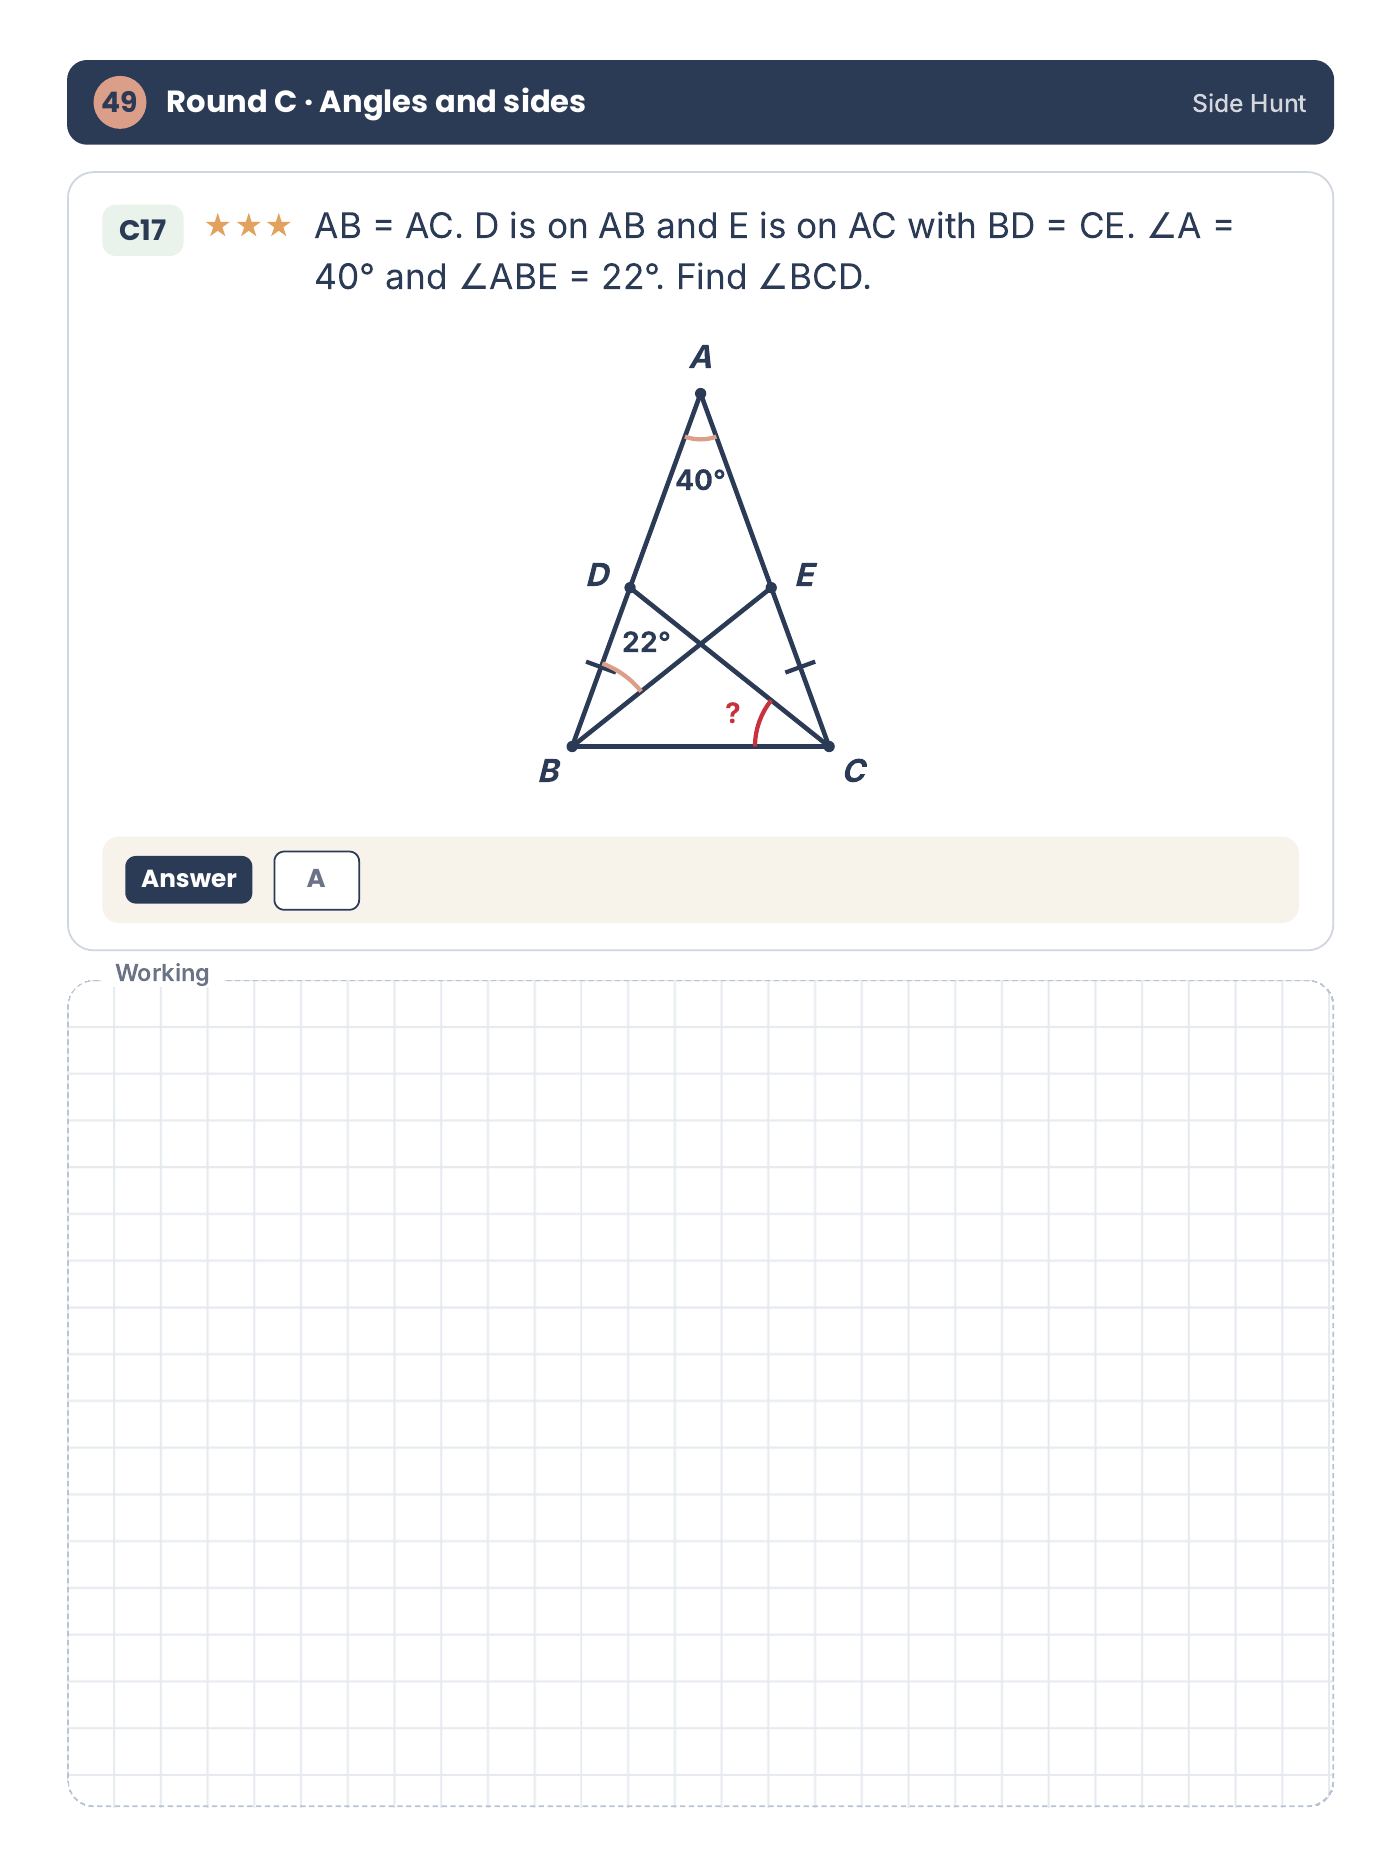 49 Round C · Angles and sides Side Hunt
C17 ★★★ AB = AC. D is on AB and E is on AC with BD = CE. ∠A =
40° and ∠ABE = 22°. Find ∠BCD.
A
40°
D E
22°
?
B C
Answer A
Working